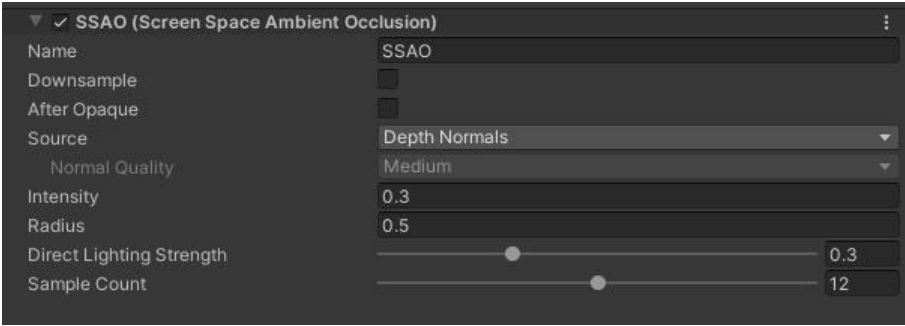 SSAO (Screen Space Ambient Occlusion)
Name SSAO
Downsample
After Opaque
Source Depth Normals
Normal Quality Medium
Intensity 0.3
Radius 0.5
Direct Lighting Strength 0.3
Sample Count 12